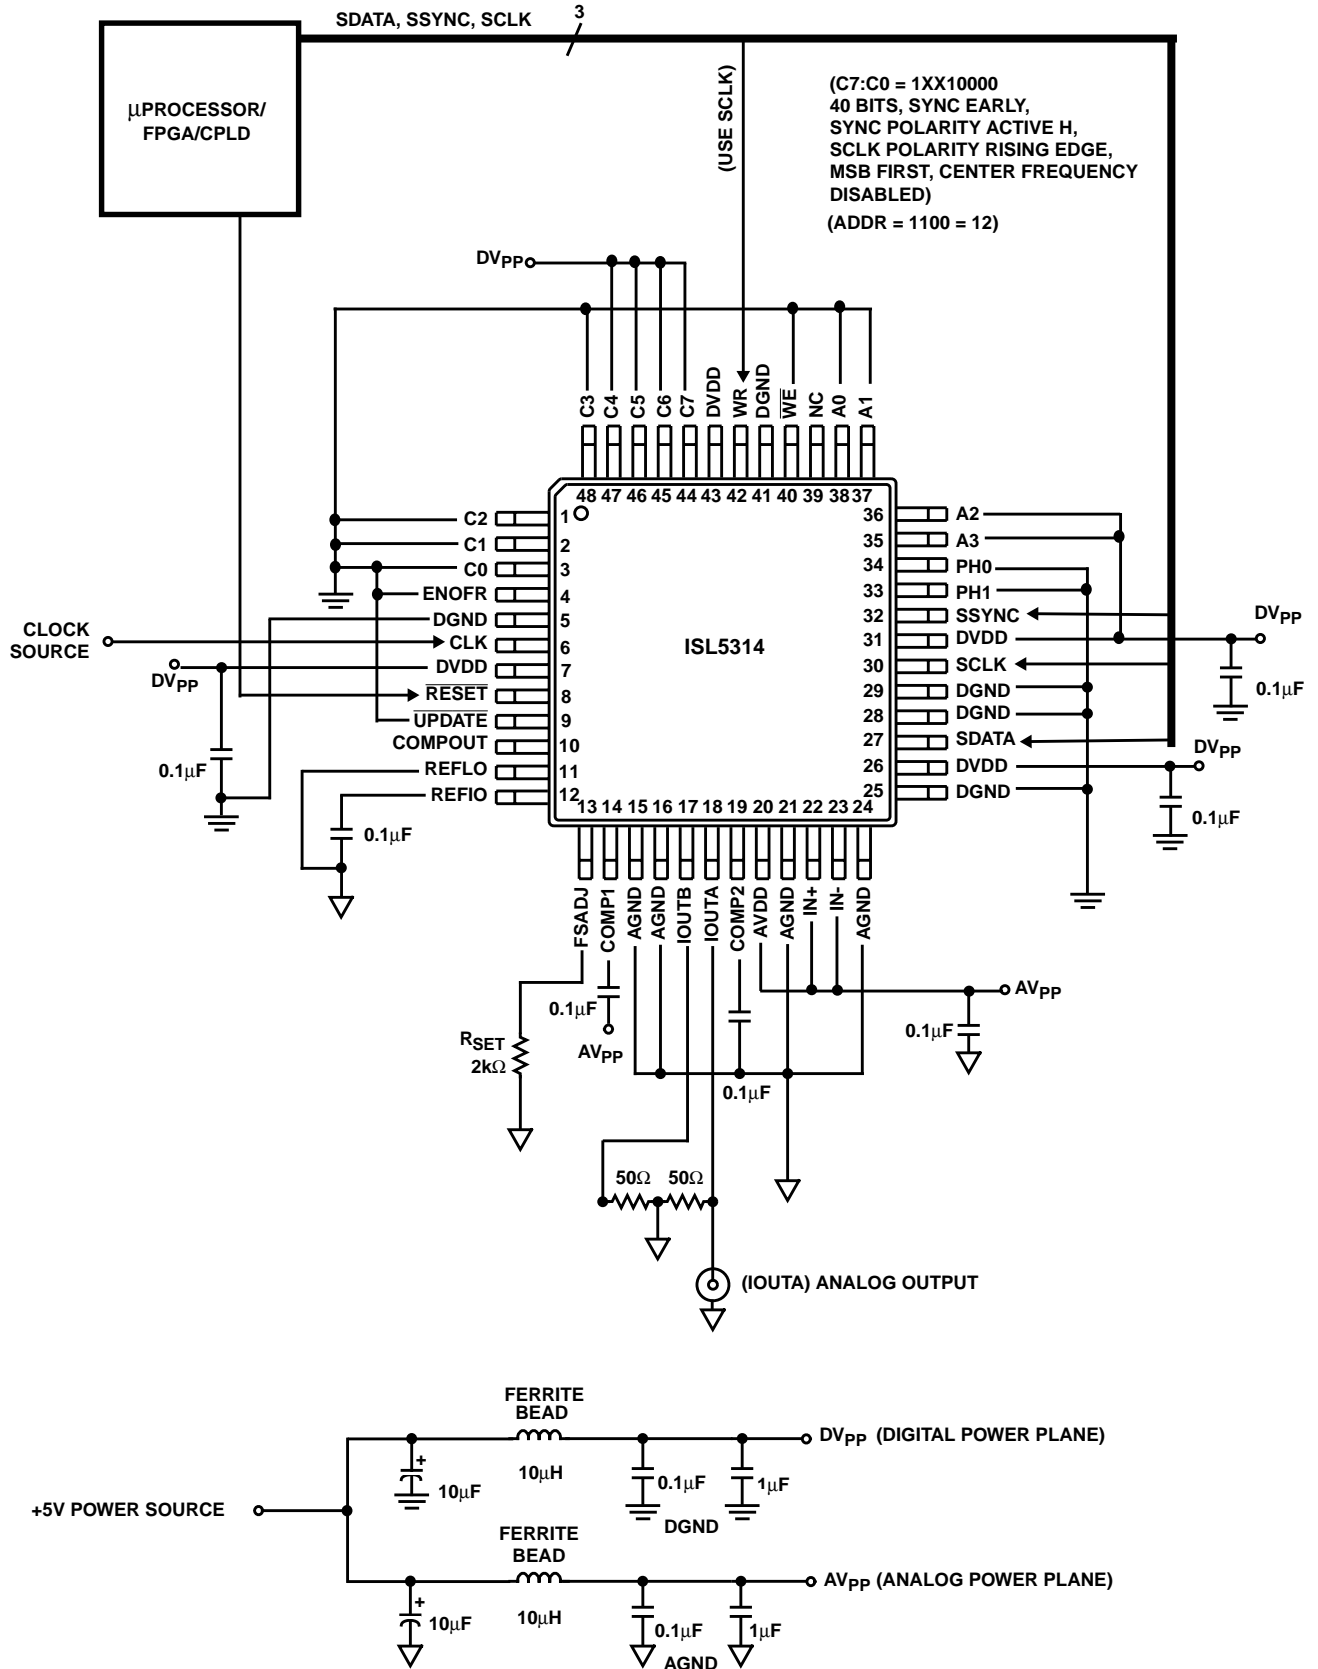 SDATA, SSYNC, SCLK
3
μPROCESSOR/
FPGA/CPLD
(USE SCLK)
(C7:C0 = 1XX10000
40 BITS, SYNC EARLY,
SYNC POLARITY ACTIVE H,
SCLK POLARITY RISING EDGE,
MSB FIRST, CENTER FREQUENCY
DISABLED)
(ADDR = 1100 = 12)
DVPP
C3
C4
C5
C6
C7
DVDD
WR
DGND
WE
NC
A0
A1
48 47 46 45 44 43 42 41 40 39 38 37
C2 1
C1 2
C0 3
ENOFR 4
DGND 5
CLOCK
SOURCE
CLK 6
DVPP
DVDD 7
RESET 8
UPDATE 9
COMPOUT 10
REFLO 11
REFIO 12
0.1μF
0.1μF
ISL5314
36 A2
35 A3
34 PH0
33 PH1
32 SSYNC
31 DVDD
DVPP
30 SCLK
29 DGND
0.1μF
28 DGND
27 SDATA
26 DVDD
DVPP
25 DGND
0.1μF
13 14 15 16 17 18 19 20 21 22 23 24
FSADJ
COMP1
AGND
AGND
IOUTB
IOUTA
COMP2
AVDD
AGND
IN+
IN-
AGND
0.1μF
AVPP
RSET
2kΩ
0.1μF
AVPP
0.1μF
50Ω 50Ω
(IOUTA) ANALOG OUTPUT
FERRITE
BEAD
10μH
10μF
+
0.1μF
1μF
DVPP (DIGITAL POWER PLANE)
DGND
+5V POWER SOURCE
FERRITE
BEAD
10μH
10μF
+
0.1μF
1μF
AVPP (ANALOG POWER PLANE)
AGND